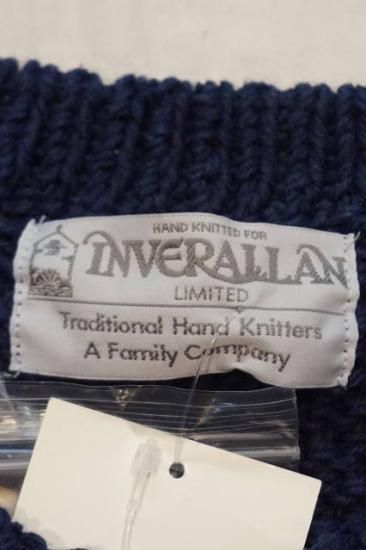 HAND KNITTED FOR
INVERALLAN
LIMITED
Traditional Hand Knitters
A Family Company